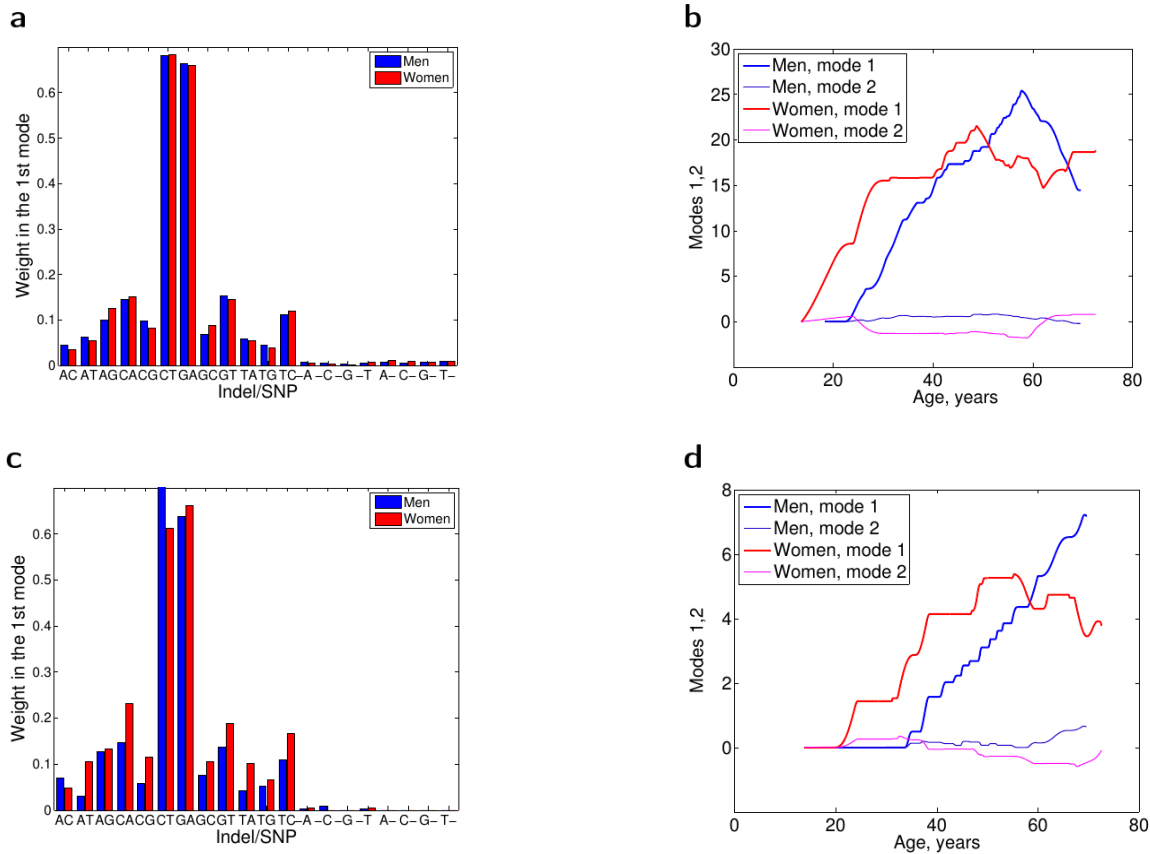 a
Weight in the 1st mode
0.6
0.5
0.4
0.3
0.2
0.1
0
Men
Women
AC AT AG CA CG CT GA GC GT TA TG TC –A –C –G –T A– C– G– T–
Indel/SNP
b
Modes 1,2
30
25
20
15
10
5
0
Men, mode 1
Men, mode 2
Women, mode 1
Women, mode 2
0 20 40 60 80
Age, years
c
Weight in the 1st mode
0.6
0.5
0.4
0.3
0.2
0.1
0
Men
Women
AC AT AG CA CG CT GA GC GT TA TG TC –A –C –G –T A– C– G– T–
Indel/SNP
d
Modes 1,2
8
6
4
2
0
Men, mode 1
Men, mode 2
Women, mode 1
Women, mode 2
0 20 40 60 80
Age, years